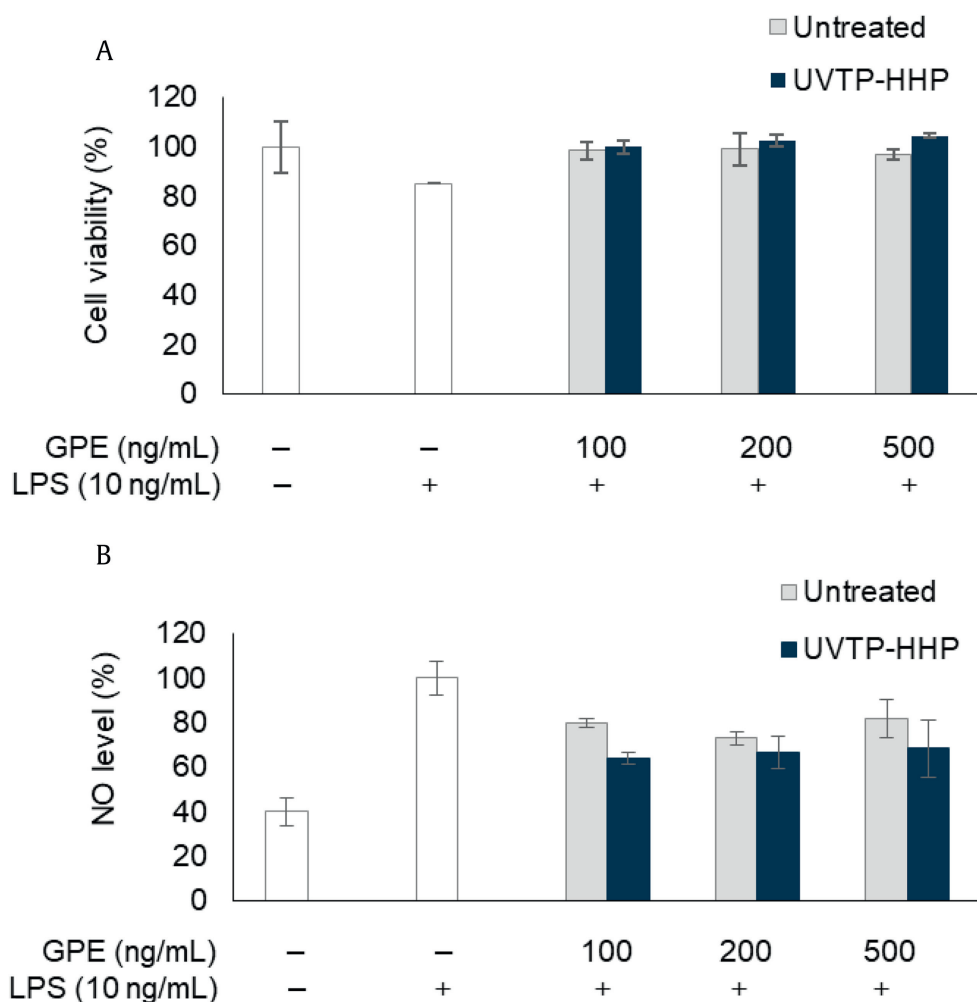 A
Untreated
UVTP-HHP
Cell viability (%)
120
100
80
60
40
20
0
GPE (ng/mL) – – 100 200 500
LPS (10 ng/mL) – + + + +
B
Untreated
UVTP-HHP
NO level (%)
120
100
80
60
40
20
0
GPE (ng/mL) – – 100 200 500
LPS (10 ng/mL) – + + + +